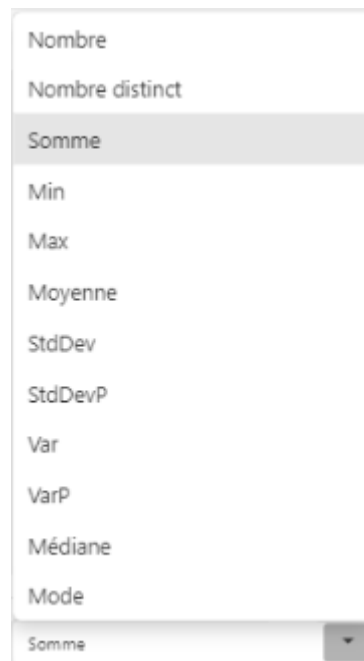 Nombre
Nombre distinct
Somme
Min
Max
Moyenne
StdDev
StdDevP
Var
VarP
Médiane
Mode
Somme